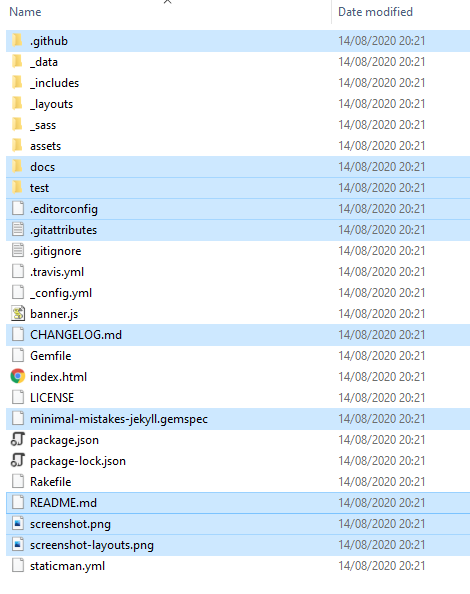 Name Date modified
.github 14/08/2020 20:21
_data 14/08/2020 20:21
_includes 14/08/2020 20:21
_layouts 14/08/2020 20:21
_sass 14/08/2020 20:21
assets 14/08/2020 20:21
docs 14/08/2020 20:21
test 14/08/2020 20:21
.editorconfig 14/08/2020 20:21
.gitattributes 14/08/2020 20:21
.gitignore 14/08/2020 20:21
.travis.yml 14/08/2020 20:21
_config.yml 14/08/2020 20:21
banner.js 14/08/2020 20:21
CHANGELOG.md 14/08/2020 20:21
Gemfile 14/08/2020 20:21
index.html 14/08/2020 20:21
LICENSE 14/08/2020 20:21
minimal-mistakes-jekyll.gemspec 14/08/2020 20:21
package.json 14/08/2020 20:21
package-lock.json 14/08/2020 20:21
Rakefile 14/08/2020 20:21
README.md 14/08/2020 20:21
screenshot.png 14/08/2020 20:21
screenshot-layouts.png 14/08/2020 20:21
staticman.yml 14/08/2020 20:21